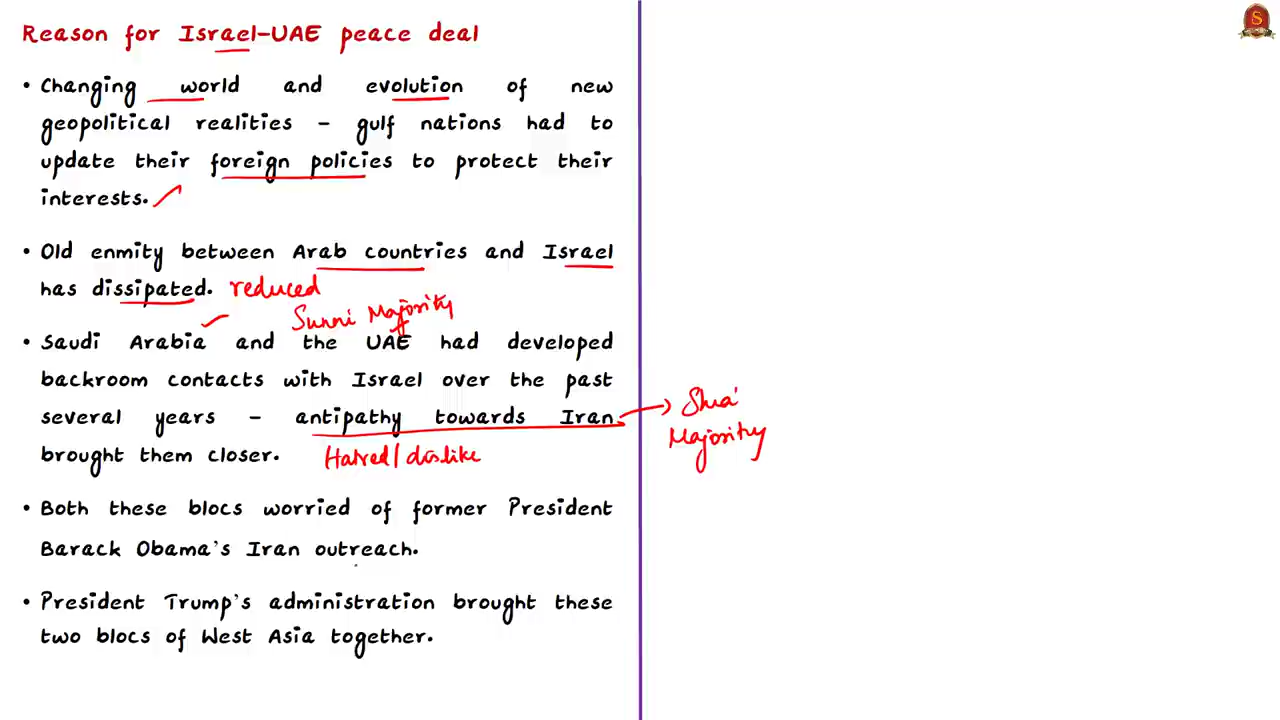 Reason for Israel-UAE peace deal
• Changing world and evolution of new
geopolitical realities - gulf nations had to
update their foreign policies to protect their
interests.
• Old enmity between Arab countries and Israel
has dissipated. reduced
Sunni Majority
• Saudi Arabia and the UAE had developed
backroom contacts with Israel over the past
several years - antipathy towards Iran
brought them closer.
Hatred/dislike
Shia
Majority
• Both these blocs worried of former President
Barack Obama's Iran outreach.
• President Trump's administration brought these
two blocs of West Asia together.
S